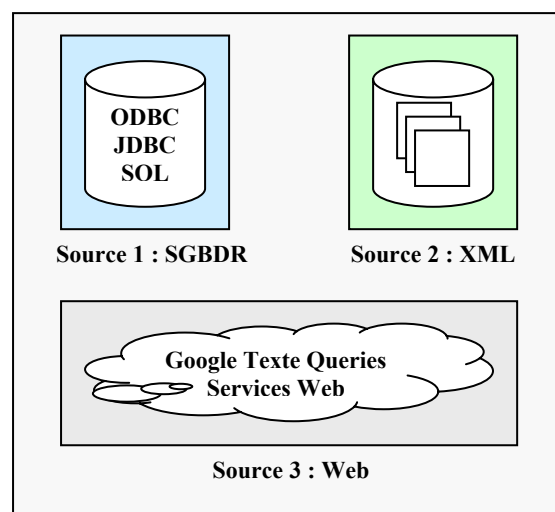 ODBC
JDBC
SOL
Source 1 : SGBDR
Source 2 : XML
Google Texte Queries
Services Web
Source 3 : Web